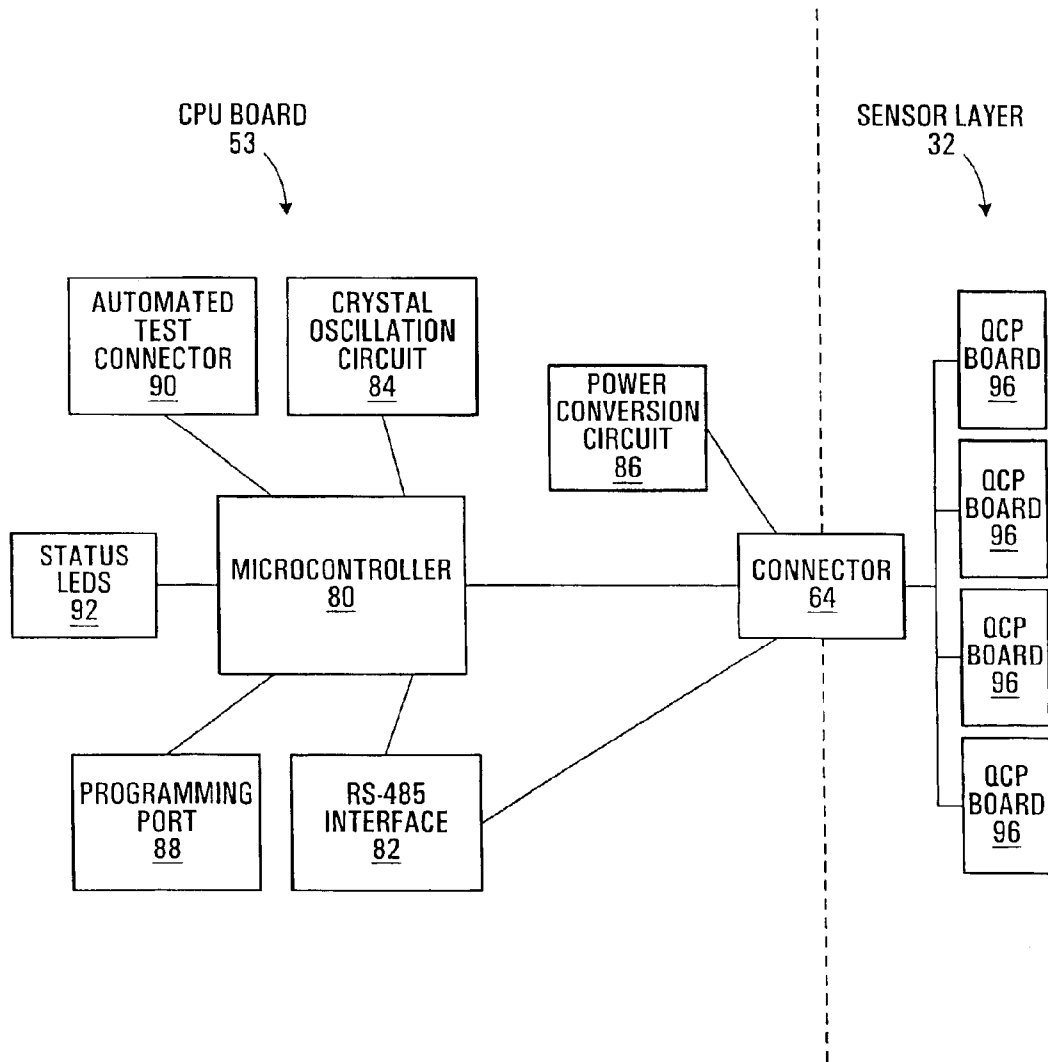 CPU BOARD
53
SENSOR LAYER
32
AUTOMATED
TEST
CONNECTOR
90
CRYSTAL
OSCILLATION
CIRCUIT
84
POWER
CONVERSION
CIRCUIT
86
QCP
BOARD
96
QCP
BOARD
96
STATUS
LEDS
92
MICROCONTROLLER
80
CONNECTOR
64
QCP
BOARD
96
PROGRAMMING
PORT
88
RS-485
INTERFACE
82
QCP
BOARD
96